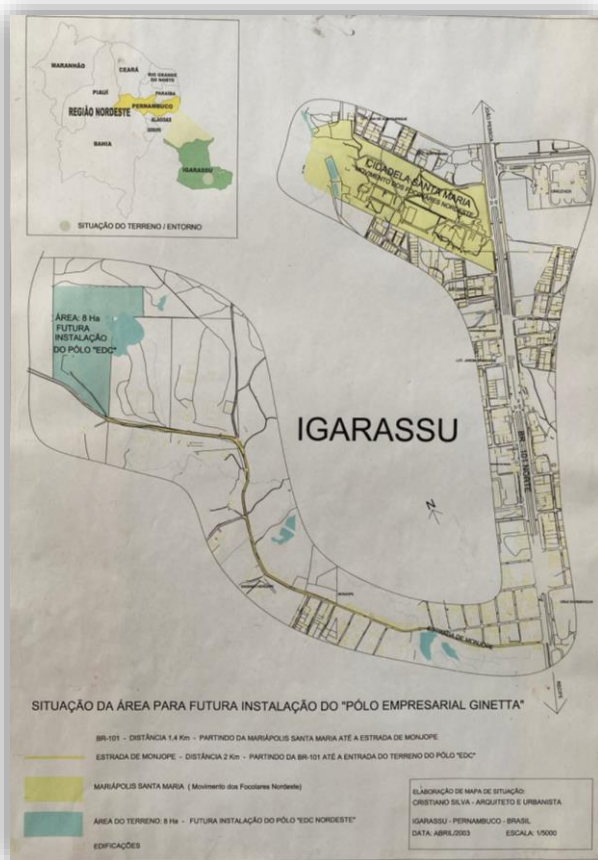 MARANHÃO
CEARÁ
RIO GRANDE
DO NORTE
PIAUÍ
PARAÍBA
REGIÃO NORDESTE
PERNAMBUCO
ALAGOAS
BAHIA
IGARASSU
SITUAÇÃO DO TERRENO / ENTORNO
CIDADELA SANTA MARIA
MOVIMENTO DOS FOCOLARES NORDESTE
ÁREA: 8 Ha
FUTURA
INSTALAÇÃO
DO PÓLO "EDC"
IGARASSU
BR- 101 NORTE
N
ESTRADA DE MONJOPE
RECIFE
SITUAÇÃO DA ÁREA PARA FUTURA INSTALAÇÃO DO "PÓLO EMPRESARIAL GINETTA"
BR-101 - DISTÂNCIA 1.4 Km - PARTINDO DA MARIÁPOLIS SANTA MARIA ATÉ A ESTRADA DE MONJOPE
ESTRADA DE MONJOPE - DISTÂNCIA 2 Km - PARTINDO DA BR-101 ATÉ A ENTRADA DO TERRENO DO PÓLO "EDC"
MARIÁPOLIS SANTA MARIA ( Movimento dos Focolares Nordeste)
ÁREA DO TERRENO: 8 Ha - FUTURA INSTALAÇÃO DO PÓLO "EDC NORDESTE"
EDIFICAÇÕES
ELABORAÇÃO DE MAPA DE SITUAÇÃO:
CRISTIANO SILVA - ARQUITETO E URBANISTA
IGARASSU - PERNAMBUCO - BRASIL
DATA: ABRIL/2003 ESCALA: 1/5000